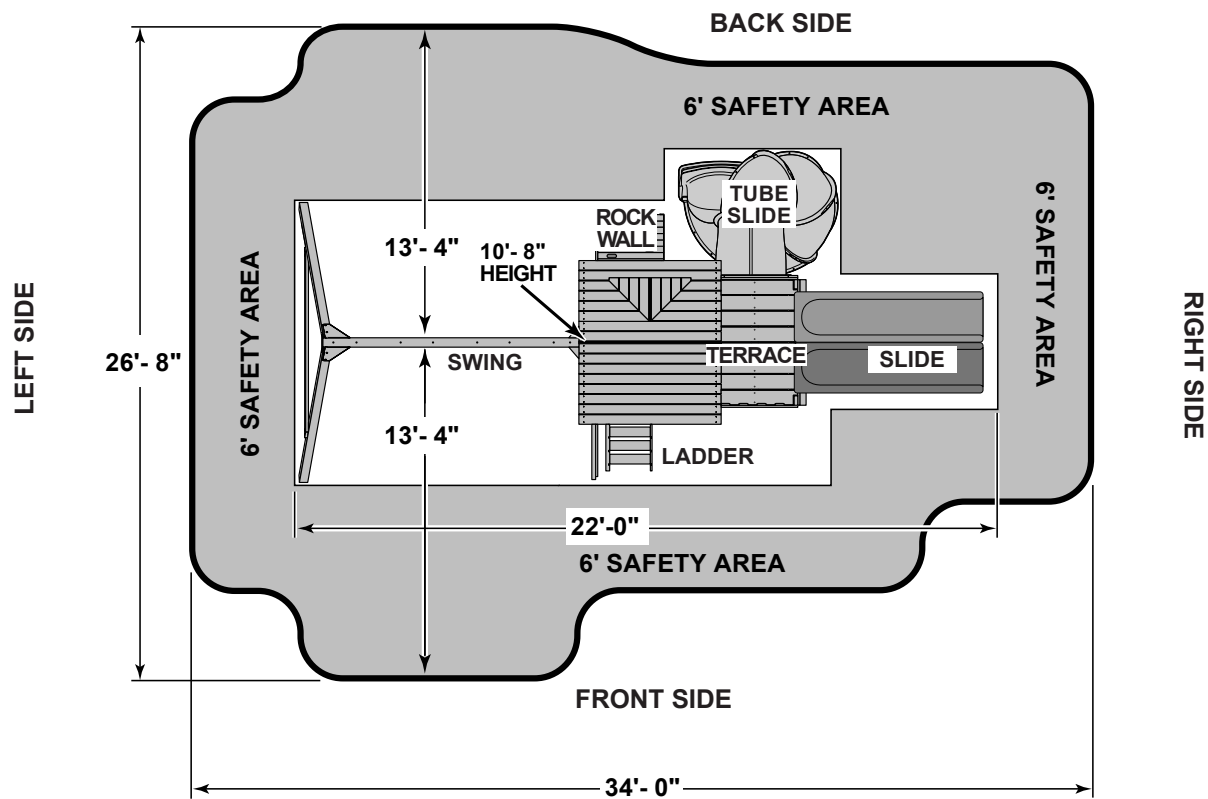 BACK SIDE
6' SAFETY AREA
TUBE
SLIDE
ROCK
WALL
13'- 4"
10'- 8"
HEIGHT
6' SAFETY AREA
6' SAFETY AREA
LEFT SIDE
RIGHT SIDE
26'- 8"
SWING
TERRACE
SLIDE
13'- 4"
LADDER
22'-0"
6' SAFETY AREA
FRONT SIDE
34'- 0"